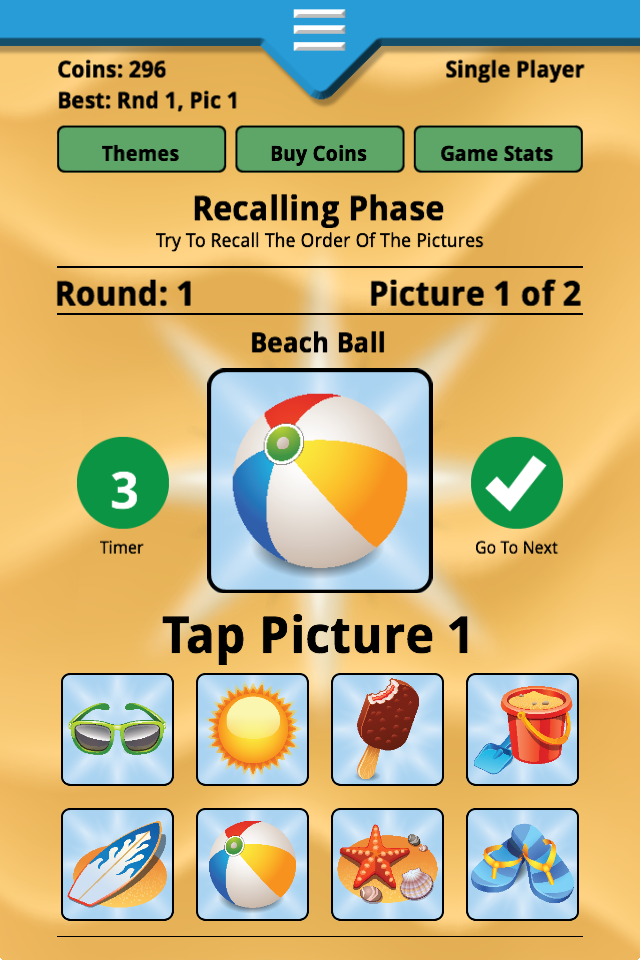 Coins: 296
Single Player
Best: Rnd 1, Pic 1
Themes
Buy Coins
Game Stats
Recalling Phase
Try To Recall The Order Of The Pictures
Round: 1
Picture 1 of 2
Beach Ball
3
Timer
Go To Next
Tap Picture 1